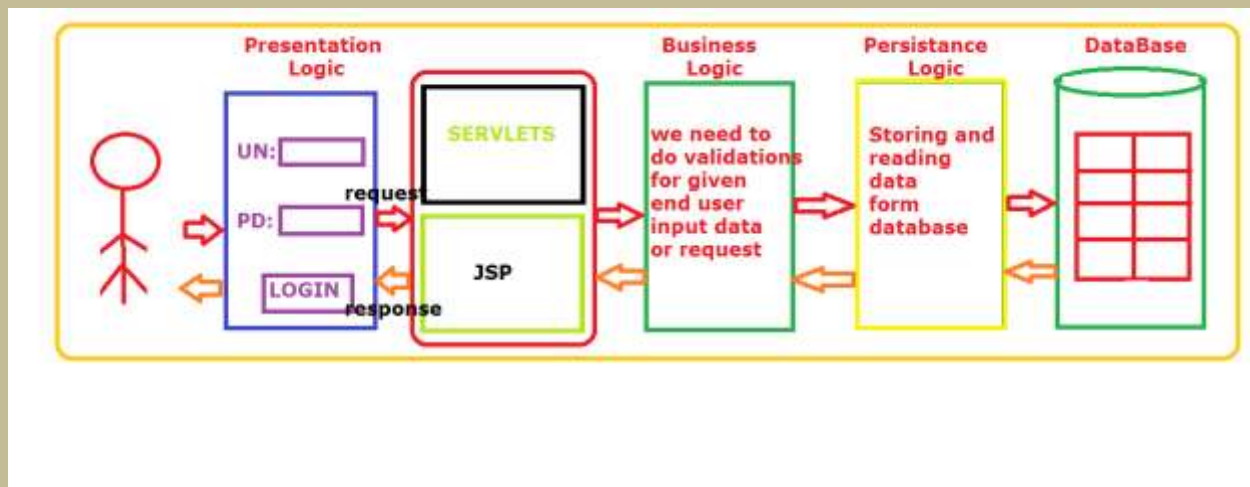 Presentation
Logic
UN:
PD:
LOGIN
request
response
SERVLETS
JSP
Business
Logic
we need to
do validations
for given
end user
input data
or request
Persistance
Logic
Storing and
reading
data
form
database
DataBase